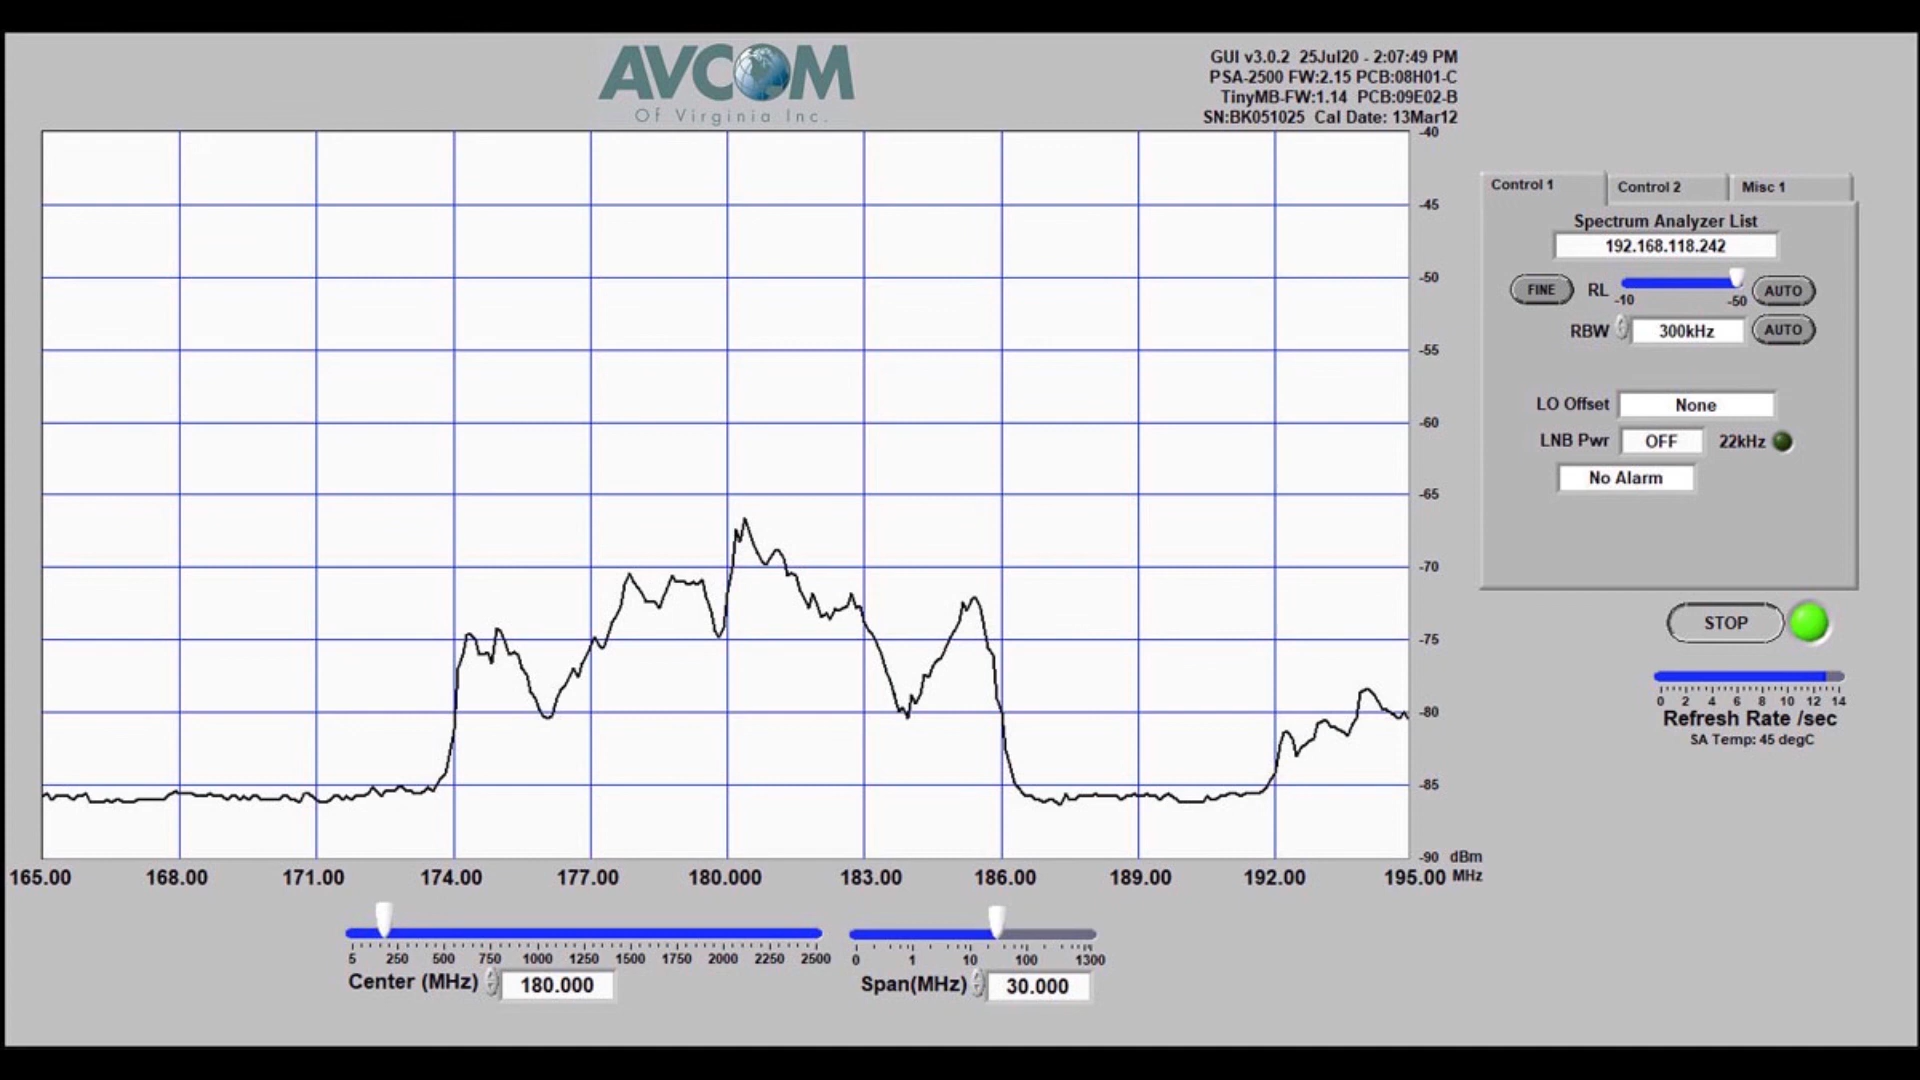 AVCOM
Of Virginia Inc.
GUI v3.0.2 25Jul20 - 2:07:49 PM
PSA-2500 FW:2.15 PCB:08H01-C
TinyMB-FW:1.14 PCB:09E02-B
SN:BK051025 Cal Date: 13Mar12
-40
-45
-50
-55
-60
-65
-70
-75
-80
-85
-90 dBm
165.00 168.00 171.00 174.00 177.00 180.000 183.00 186.00 189.00 192.00 195.00 MHz
5 250 500 750 1000 1250 1500 1750 2000 2250 2500
Center (MHz) 180.000
0 1 10 100 1300
Span(MHz) 30.000
Control 1 Control 2 Misc 1
Spectrum Analyzer List
192.168.118.242
FINE RL -10 -50 AUTO
RBW 300kHz AUTO
LO Offset None
LNB Pwr OFF 22kHz
No Alarm
STOP
0 2 4 6 8 10 12 14
Refresh Rate /sec
SA Temp: 45 degC